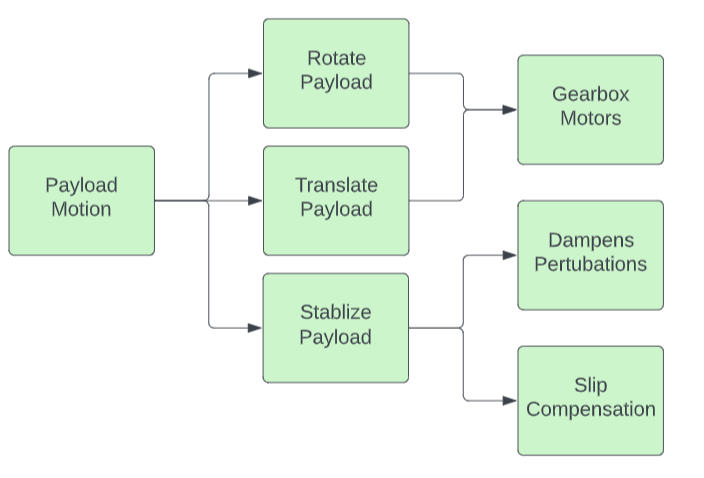 Payload
Motion
Rotate
Payload
Translate
Payload
Stablize
Payload
Gearbox
Motors
Dampens
Pertubations
Slip
Compensation